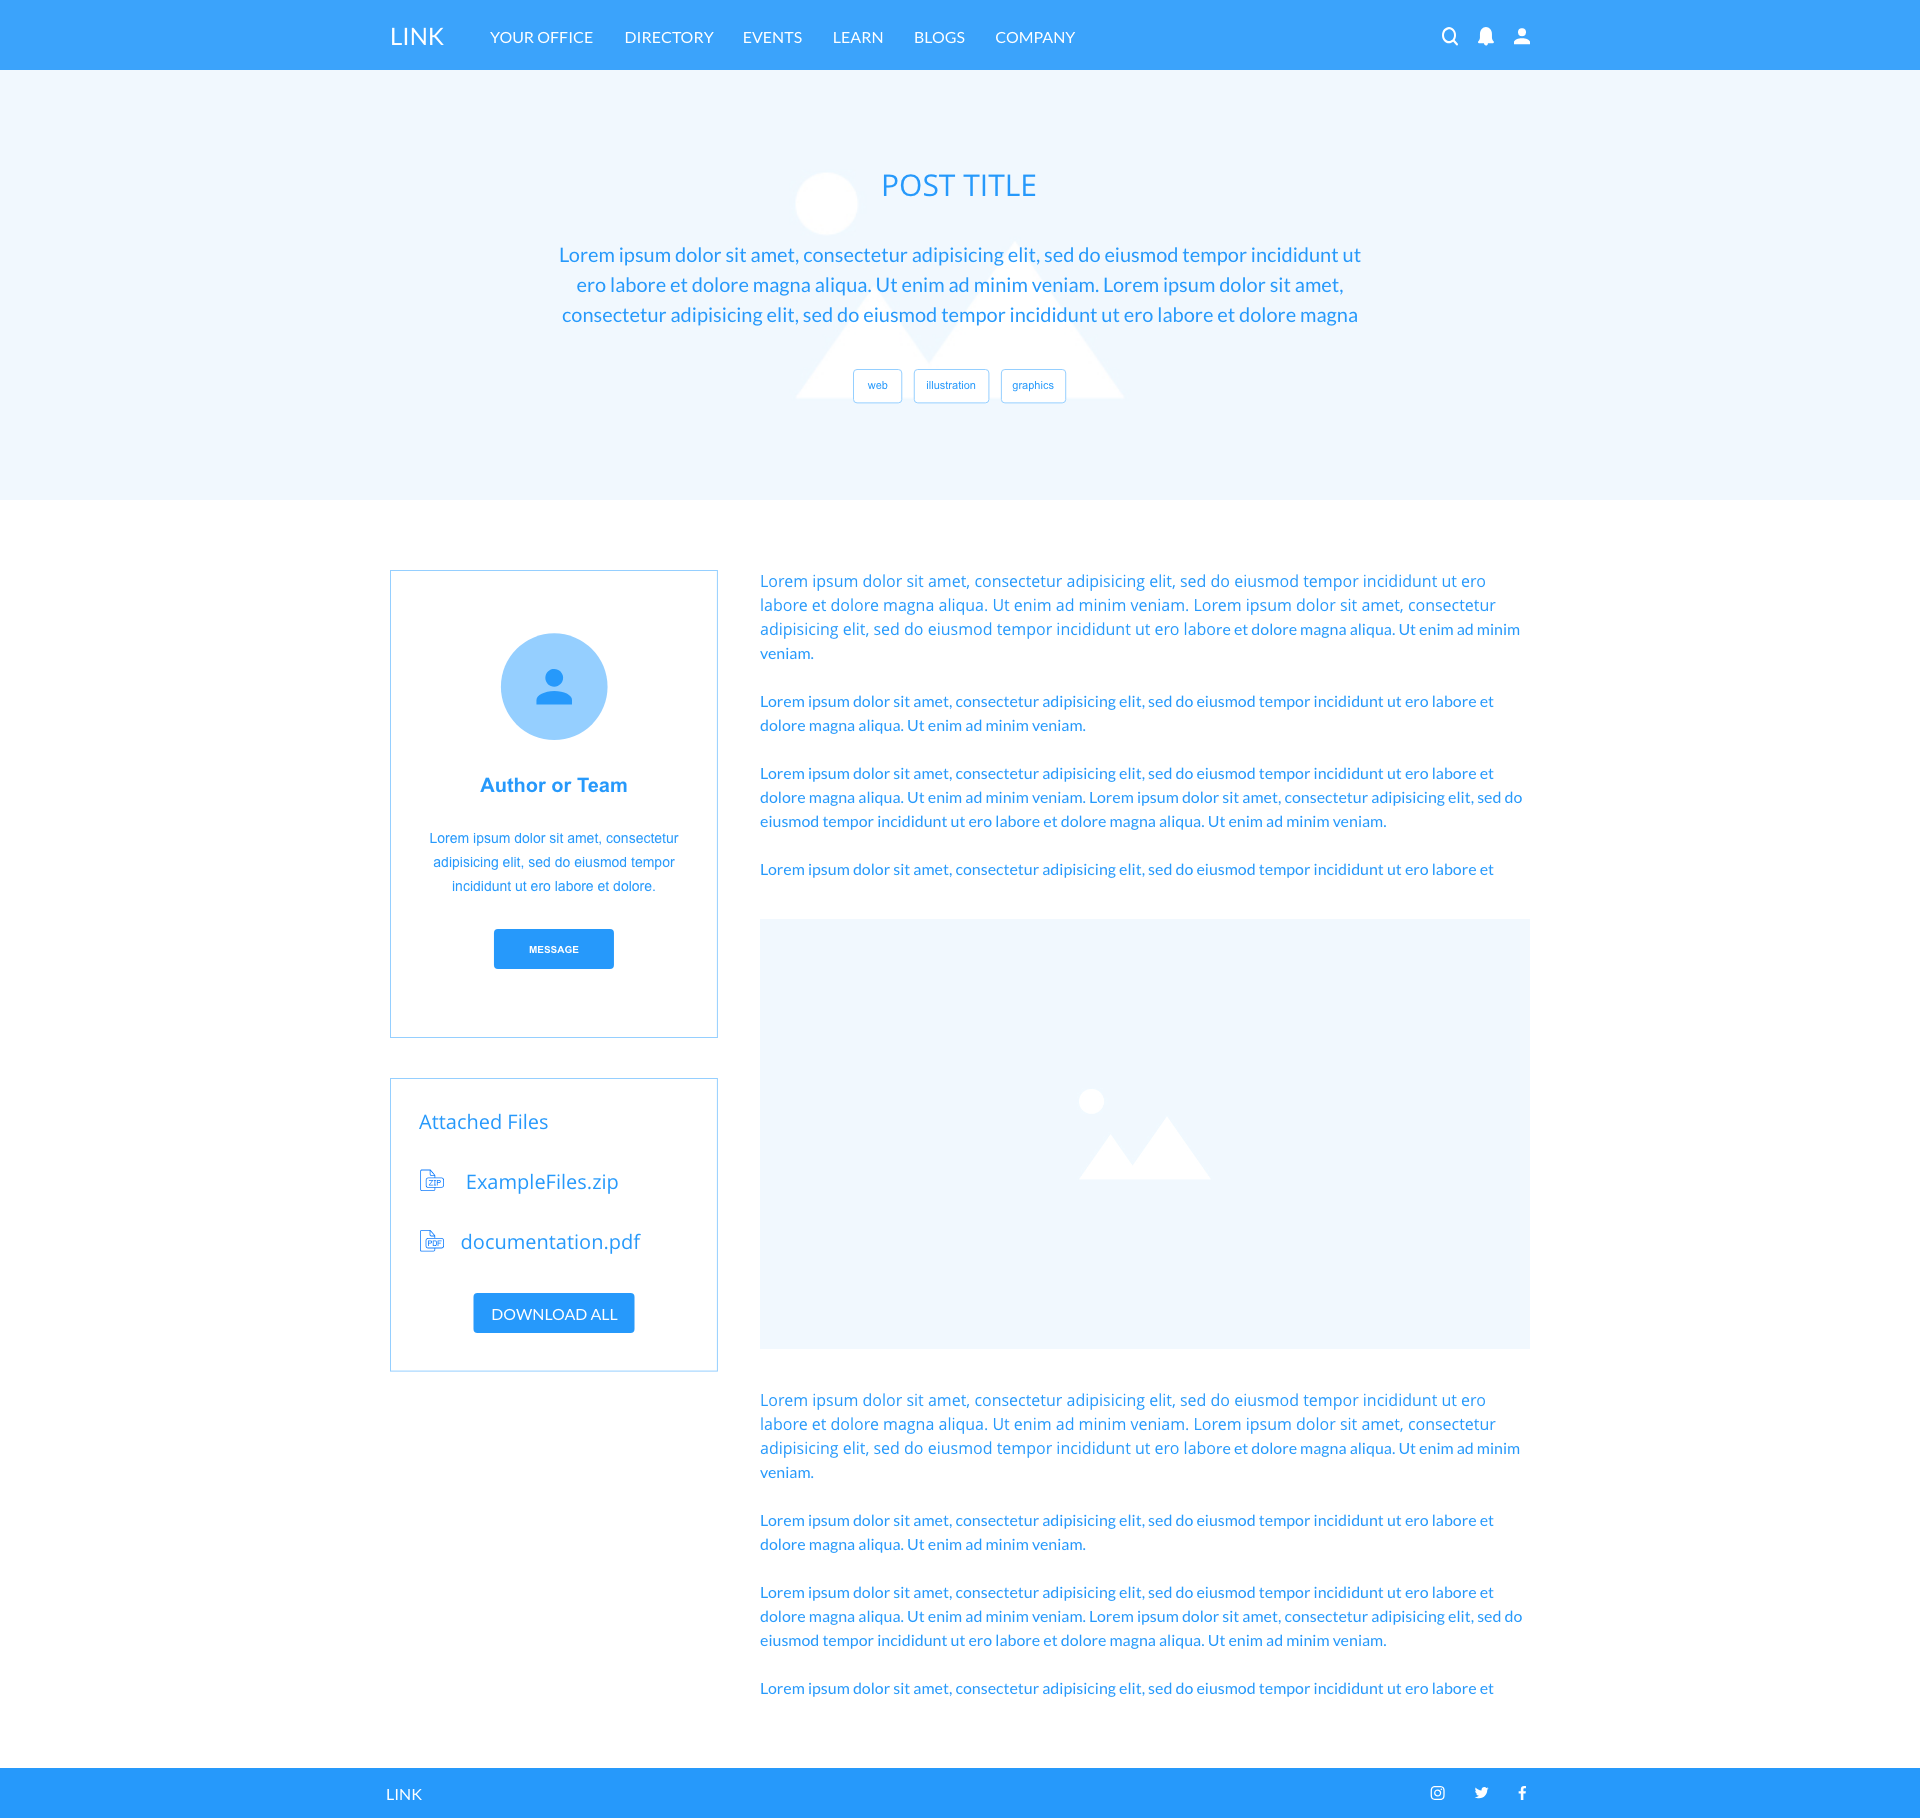 LINK
YOUR OFFICE
DIRECTORY
EVENTS
LEARN
BLOGS
COMPANY
POST TITLE
Lorem ipsum dolor sit amet, consectetur adipisicing elit, sed do eiusmod tempor incididunt ut
ero labore et dolore magna aliqua. Ut enim ad minim veniam. Lorem ipsum dolor sit amet,
consectetur adipisicing elit, sed do eiusmod tempor incididunt ut ero labore et dolore magna
web
illustration
graphics
Author or Team
Lorem ipsum dolor sit amet, consectetur
adipisicing elit, sed do eiusmod tempor
incididunt ut ero labore et dolore.
MESSAGE
Attached Files
ZIP
ExampleFiles.zip
PDF
documentation.pdf
DOWNLOAD ALL
Lorem ipsum dolor sit amet, consectetur adipisicing elit, sed do eiusmod tempor incididunt ut ero
labore et dolore magna aliqua. Ut enim ad minim veniam. Lorem ipsum dolor sit amet, consectetur
adipisicing elit, sed do eiusmod tempor incididunt ut ero labore et dolore magna aliqua. Ut enim ad minim
veniam.
Lorem ipsum dolor sit amet, consectetur adipisicing elit, sed do eiusmod tempor incididunt ut ero labore et
dolore magna aliqua. Ut enim ad minim veniam.
Lorem ipsum dolor sit amet, consectetur adipisicing elit, sed do eiusmod tempor incididunt ut ero labore et
dolore magna aliqua. Ut enim ad minim veniam. Lorem ipsum dolor sit amet, consectetur adipisicing elit, sed do
eiusmod tempor incididunt ut ero labore et dolore magna aliqua. Ut enim ad minim veniam.
Lorem ipsum dolor sit amet, consectetur adipisicing elit, sed do eiusmod tempor incididunt ut ero labore et
Lorem ipsum dolor sit amet, consectetur adipisicing elit, sed do eiusmod tempor incididunt ut ero
labore et dolore magna aliqua. Ut enim ad minim veniam. Lorem ipsum dolor sit amet, consectetur
adipisicing elit, sed do eiusmod tempor incididunt ut ero labore et dolore magna aliqua. Ut enim ad minim
veniam.
Lorem ipsum dolor sit amet, consectetur adipisicing elit, sed do eiusmod tempor incididunt ut ero labore et
dolore magna aliqua. Ut enim ad minim veniam.
Lorem ipsum dolor sit amet, consectetur adipisicing elit, sed do eiusmod tempor incididunt ut ero labore et
dolore magna aliqua. Ut enim ad minim veniam. Lorem ipsum dolor sit amet, consectetur adipisicing elit, sed do
eiusmod tempor incididunt ut ero labore et dolore magna aliqua. Ut enim ad minim veniam.
Lorem ipsum dolor sit amet, consectetur adipisicing elit, sed do eiusmod tempor incididunt ut ero labore et
LINK